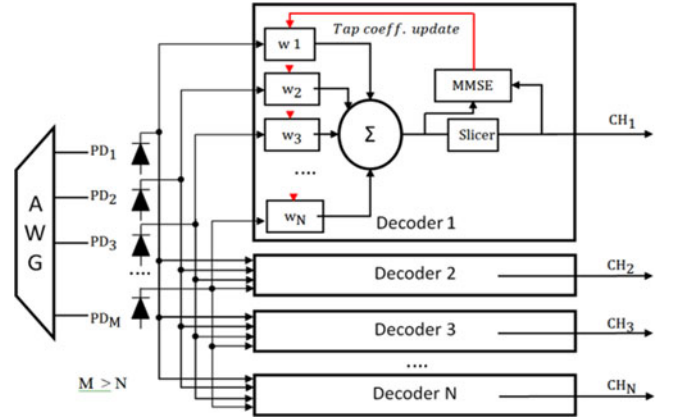 Tap coeff. update
w 1
w2
w3
....
wN
Σ
MMSE
Slicer
CH1
Decoder 1
A
W
G
PD1
PD2
PD3
....
PDM
Decoder 2
CH2
Decoder 3
CH3
....
Decoder N
CHN
M > N